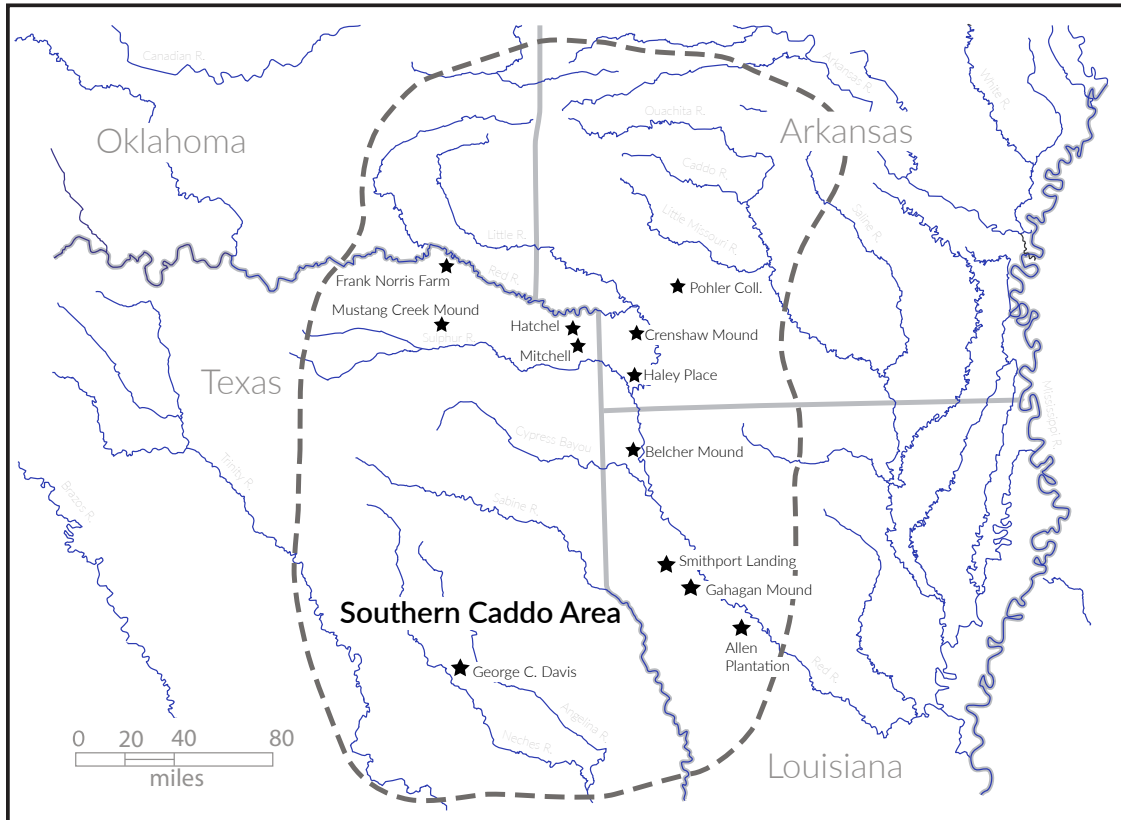 Canadian R.
Arkansas R.
White R.
Ouachita R.
Oklahoma
Arkansas
Caddo R.
Little Missouri R.
Saline R.
Little R.
Red R.
Frank Norris Farm
Pohler Coll.
Mustang Creek Mound
Hatchel
Crenshaw Mound
Sulphur R.
Mitchell
Haley Place
Texas
Mississippi R.
Cypress Bayou
Belcher Mound
Trinity R.
Brazos R.
Sabine R.
Smithport Landing
Gahagan Mound
Southern Caddo Area
Allen
Plantation
George C. Davis
Red R.
Angelina R.
Neches R.
0 20 40 80
miles
Louisiana